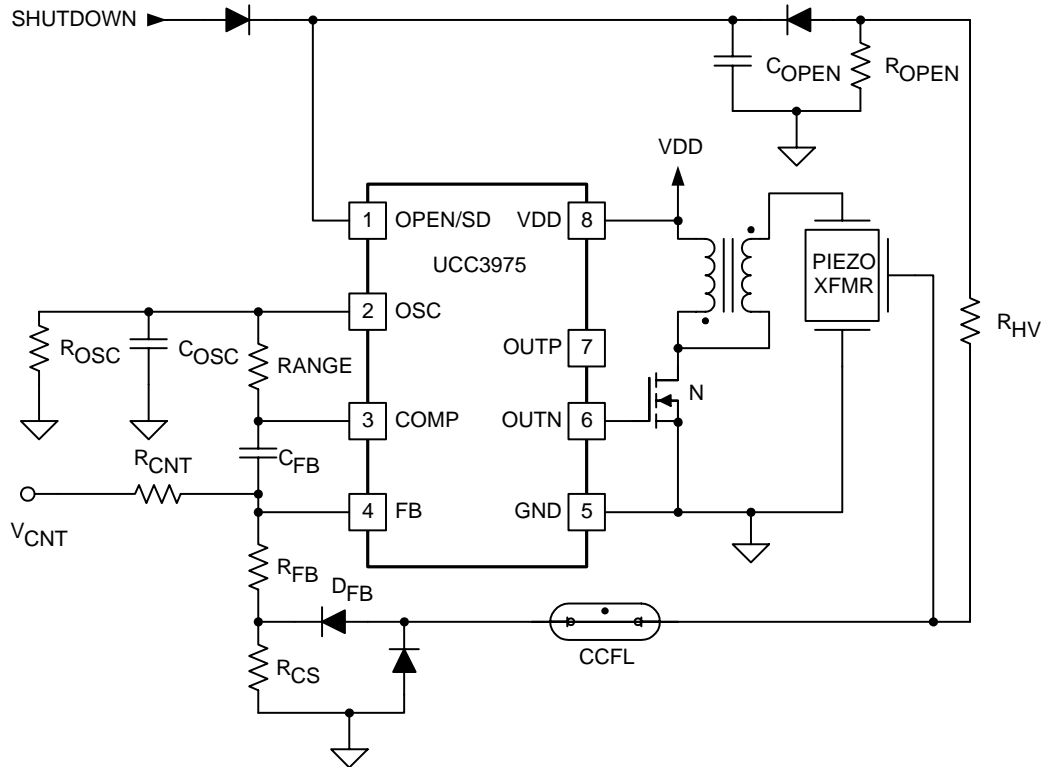 SHUTDOWN
COPEN
ROPEN
VDD
1 OPEN/SD VDD 8
UCC3975
PIEZO
XFMR
2 OSC
RHV
ROSC COSC RANGE
OUTP 7
N
3 COMP OUTN 6
RCNT
CFB
4 FB GND 5
VCNT
RFB
DFB
RCS
CCFL